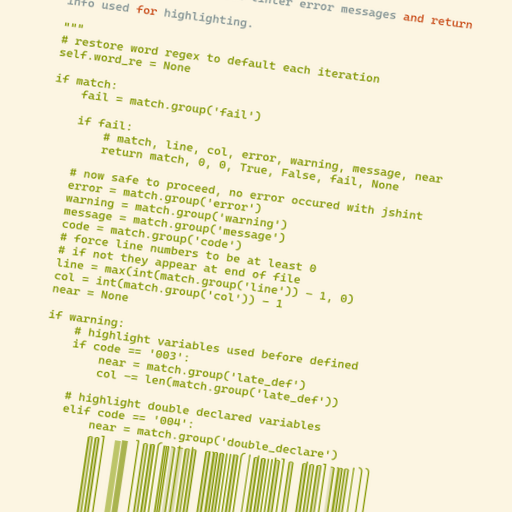 info used for highlighting. linter error messages and return
"""
# restore word regex to default each iteration
self.word_re = None
if match:
fail = match.group('fail')
if fail:
# match, line, col, error, warning, message, near
return match, 0, 0, True, False, fail, None
# now safe to proceed, no error occured with jshint
error = match.group('error')
warning = match.group('warning')
message = match.group('message')
code = match.group('code')
# force line numbers to be at least 0
# if not they appear at end of file
line = max(int(match.group('line')) - 1, 0)
col = int(match.group('col')) - 1
near = None
if warning:
# highlight variables used before defined
if code == '003':
near = match.group('late_def')
col -= len(match.group('late_def'))
# highlight double declared variables
elif code == '004':
near = match.group('double_declare')